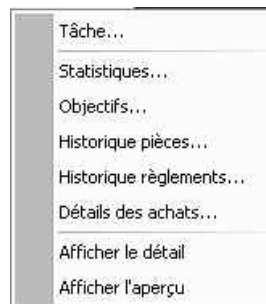 Tâche...
Statistiques...
Objectifs...
Historique pièces...
Historique règlements...
Détails des achats...
Afficher le détail
Afficher l'aperçu